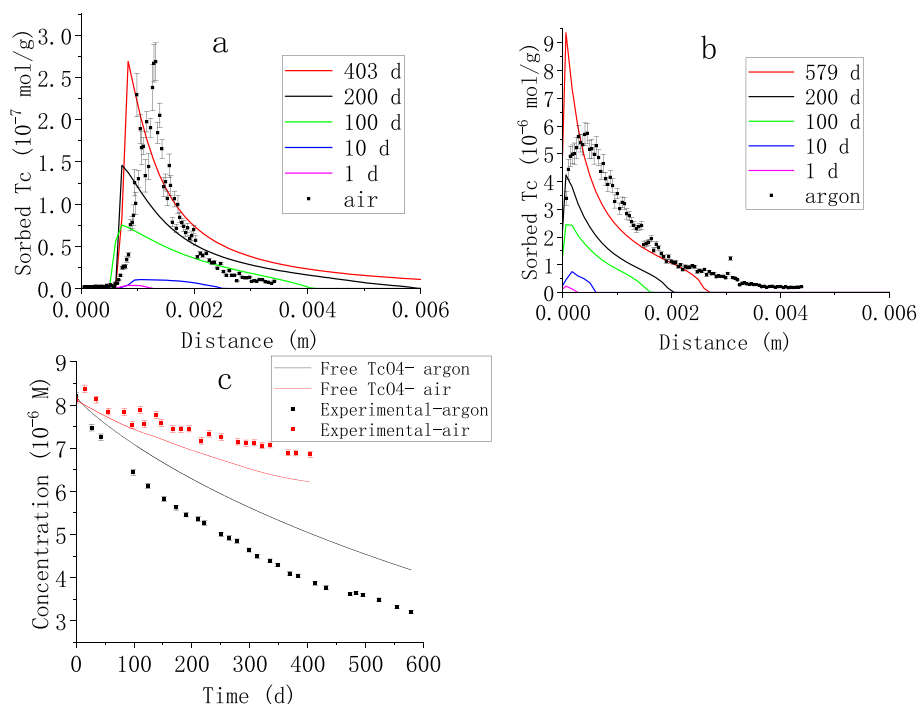 a
Sorbed Tc (10⁻⁷ mol/g)
3.0
2.5
2.0
1.5
1.0
0.5
0.0
0.000 0.002 0.004 0.006
Distance (m)
403 d
200 d
100 d
10 d
1 d
air
b
Sorbed Tc (10⁻⁶ mol/g)
9
8
7
6
5
4
3
2
1
0
0.000 0.002 0.004 0.006
Distance (m)
579 d
200 d
100 d
10 d
1 d
argon
c
Concentration (10⁻⁶ M)
9
8
7
6
5
4
3
0 100 200 300 400 500 600
Time (d)
Free TcO4- argon
Free TcO4- air
Experimental-argon
Experimental-air